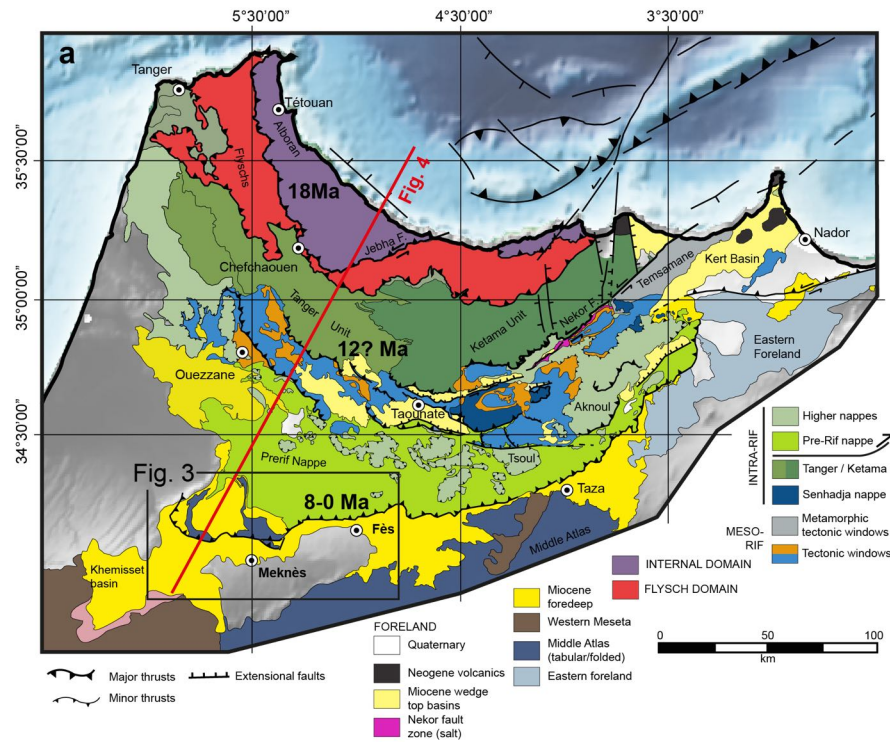 a
5°30'00"
4°30'00"
3°30'00"
35°30'00"
35°00'00"
34°30'00"
Tanger
Tétouan
Alboran
Flyschs
18Ma
Fig. 4
Jebha F.
Chefchaouen
Nador
Kert Basin
Temsamane
Nekor F.
Tanger
Unit
Ketama Unit
12? Ma
Eastern
Foreland
Ouezzane
Taounate
Aknoul
Tsoul
Prerif Nappe
Fig. 3
8-0 Ma
Taza
Fès
Meknès
Middle Atlas
Khemisset
basin
INTRA-RIF
Higher nappes
Pre-Rif nappe
Tanger / Ketama
Senhadja nappe
MESO-
RIF
Metamorphic
tectonic windows
Tectonic windows
INTERNAL DOMAIN
FLYSCH DOMAIN
Miocene
foredeep
Western Meseta
Middle Atlas
(tabular/folded)
Eastern foreland
FORELAND
Quaternary
Neogene volcanics
Miocene wedge
top basins
Nekor fault
zone (salt)
0 50 100
km
Major thrusts
Extensional faults
Minor thrusts